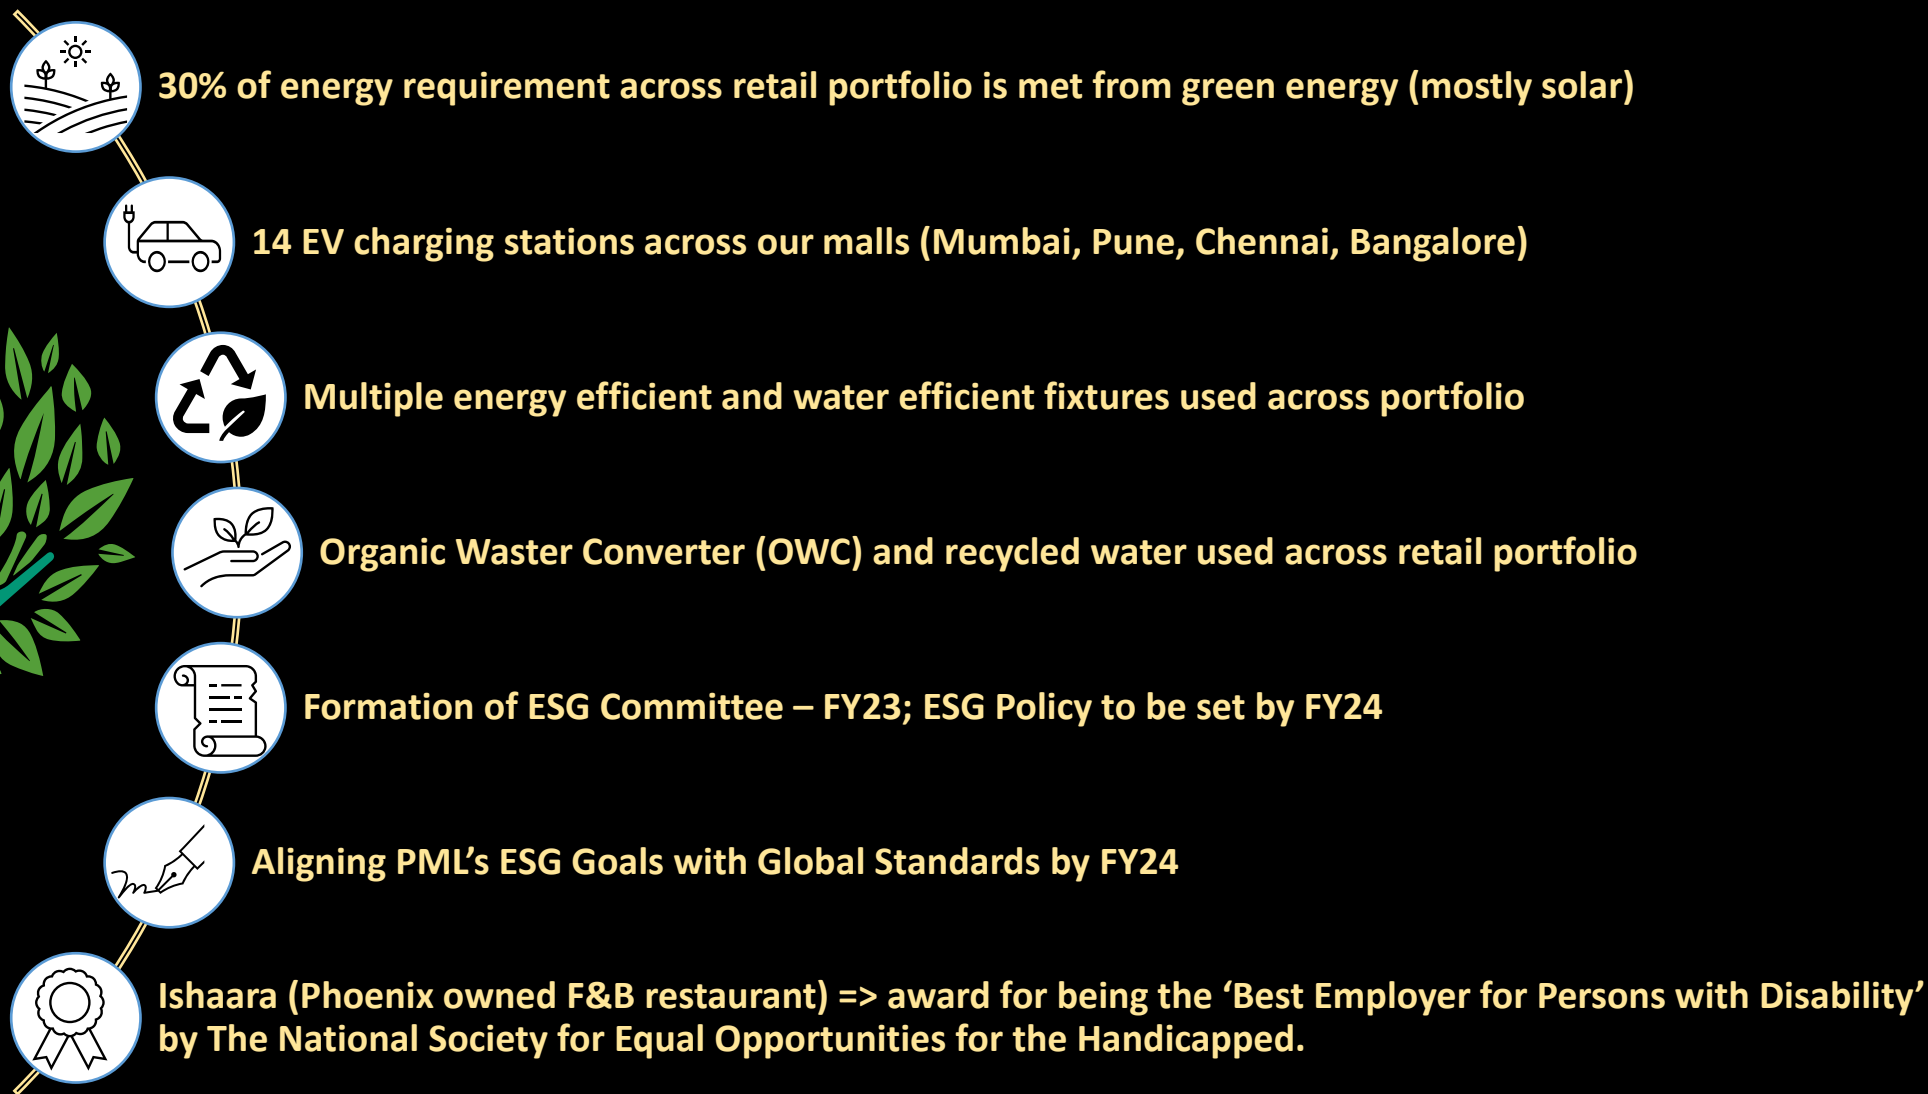 30% of energy requirement across retail portfolio is met from green energy (mostly solar)
14 EV charging stations across our malls (Mumbai, Pune, Chennai, Bangalore)
Multiple energy efficient and water efficient fixtures used across portfolio
Organic Waster Converter (OWC) and recycled water used across retail portfolio
Formation of ESG Committee – FY23; ESG Policy to be set by FY24
Aligning PML’s ESG Goals with Global Standards by FY24
Ishaara (Phoenix owned F&B restaurant) => award for being the ‘Best Employer for Persons with Disability’
by The National Society for Equal Opportunities for the Handicapped.